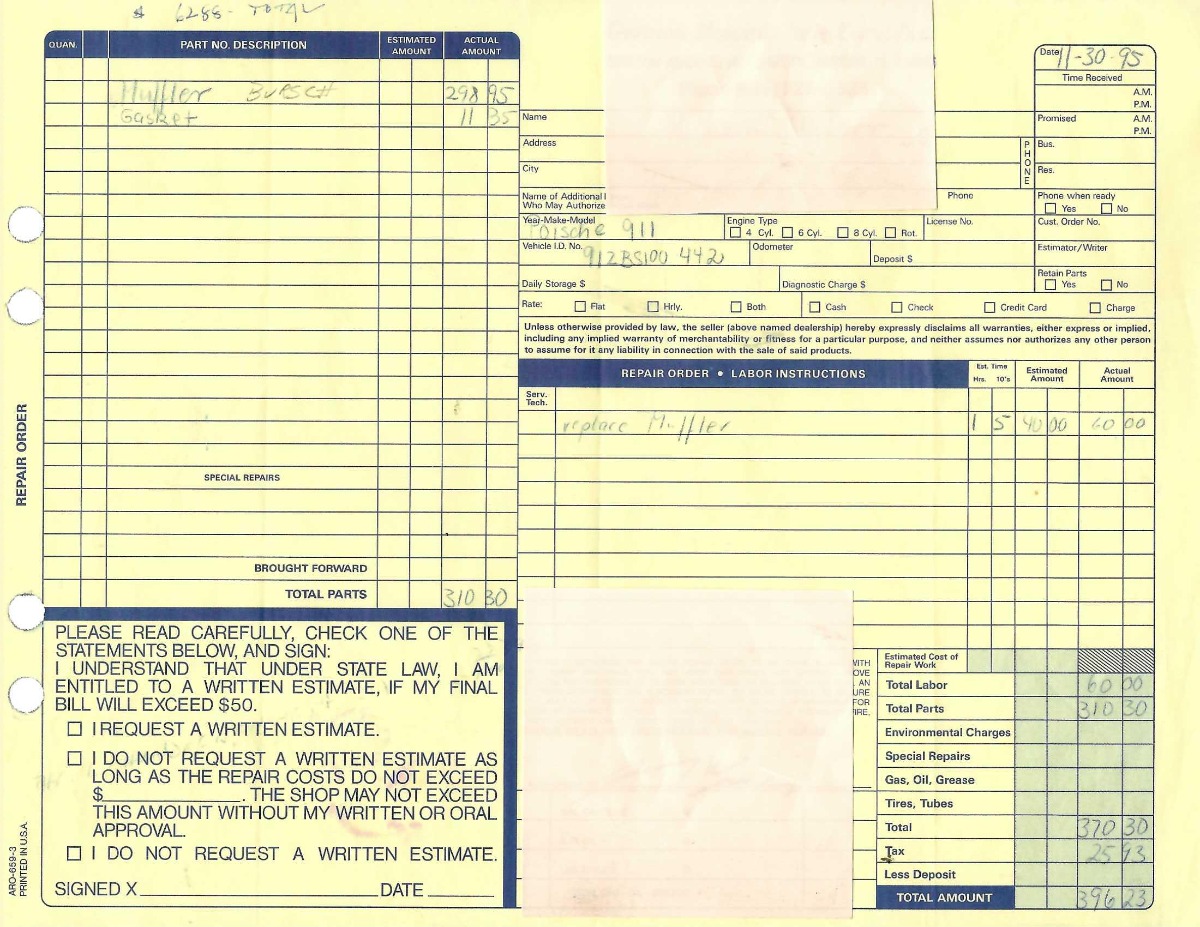 $ 6288- TOTAL
QUAN. PART NO. DESCRIPTION ESTIMATED AMOUNT ACTUAL AMOUNT
Muffler BURSCH 298 95
Gasket 11 35
SPECIAL REPAIRS
BROUGHT FORWARD
TOTAL PARTS 310 30
REPAIR ORDER
ARO-659-3
PRINTED IN U.S.A.
PLEASE READ CAREFULLY, CHECK ONE OF THE
STATEMENTS BELOW, AND SIGN:
I UNDERSTAND THAT UNDER STATE LAW, I AM
ENTITLED TO A WRITTEN ESTIMATE, IF MY FINAL
BILL WILL EXCEED $50.
I REQUEST A WRITTEN ESTIMATE.
I DO NOT REQUEST A WRITTEN ESTIMATE AS
LONG AS THE REPAIR COSTS DO NOT EXCEED
$____________. THE SHOP MAY NOT EXCEED
THIS AMOUNT WITHOUT MY WRITTEN OR ORAL
APPROVAL.
I DO NOT REQUEST A WRITTEN ESTIMATE.
SIGNED X____________ DATE ______
Date 11-30-95
Time Received
A.M.
P.M.
Name
Promised A.M.
P.M.
Address
PHONE
Bus.
City
Res.
Name of Additional
Who May Authorize
Phone
Phone when ready
Yes No
Year-Make-Model Porsche 911
Engine Type
4 Cyl. 6 Cyl. 8 Cyl. Rot.
License No.
Cust. Order No.
Vehicle I.D. No. 912BS100 442
Odometer
Deposit $
Estimator/Writer
Daily Storage $
Diagnostic Charge $
Retain Parts
Yes No
Rate: Flat Hrly. Both Cash Check Credit Card Charge
Unless otherwise provided by law, the seller (above named dealership) hereby expressly disclaims all warranties, either express or implied,
including any implied warranty of merchantability or fitness for a particular purpose, and neither assumes nor authorizes any other person
to assume for it any liability in connection with the sale of said products.
REPAIR ORDER • LABOR INSTRUCTIONS Est. Time Hrs. 10's Estimated Amount Actual Amount
Serv.
Tech.
replace Muffler 1 5 40 00 60 00
WITH
OVE
AN
URE
FOR
IRE.
Estimated Cost of
Repair Work
Total Labor 60 00
Total Parts 310 30
Environmental Charges
Special Repairs
Gas, Oil, Grease
Tires, Tubes
Total 370 30
Tax 25 93
Less Deposit
TOTAL AMOUNT 396 23